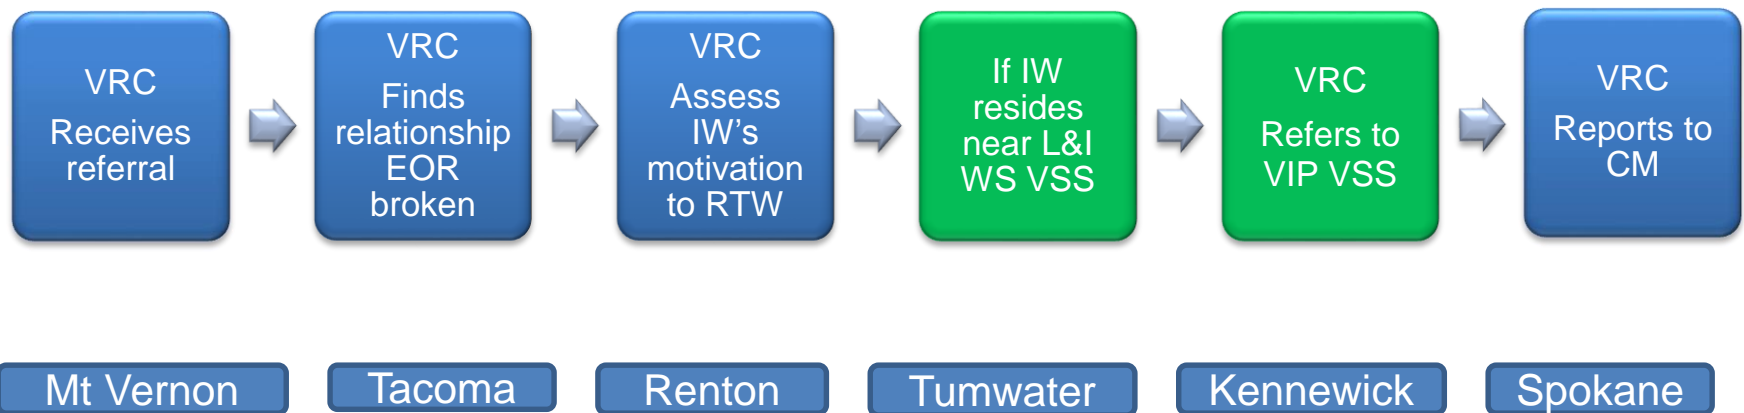 VRC
Receives
referral
VRC
Finds
relationship
EOR
broken
VRC
Assess
IW's
motivation
to RTW
If IW
resides
near L&I
WS VSS
VRC
Refers to
VIP VSS
VRC
Reports to
CM
Mt Vernon
Tacoma
Renton
Tumwater
Kennewick
Spokane